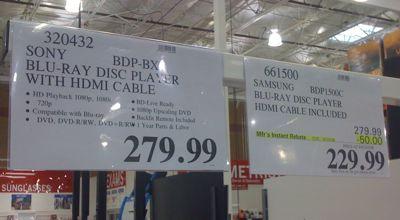 320432
SONY BDP-BX1
BLU-RAY DISC PLAYER
WITH HDMI CABLE
• HD Playback 1080p, 1080i,
720p
• Compatible with Blu-ray
DVD, DVD-R/RW, DVD+R/RW
• BD-Live Ready
• 1080p Upscaling DVD
• Backlit Remote Included
• 1 Year Parts & Labor
279.99
661500
SAMSUNG BDP1500C
BLU-RAY DISC PLAYER
HDMI CABLE INCLUDED
279.99
Mfr's Instant Rebate
-50.00
229.99
SUNGLASSES
EXAMS